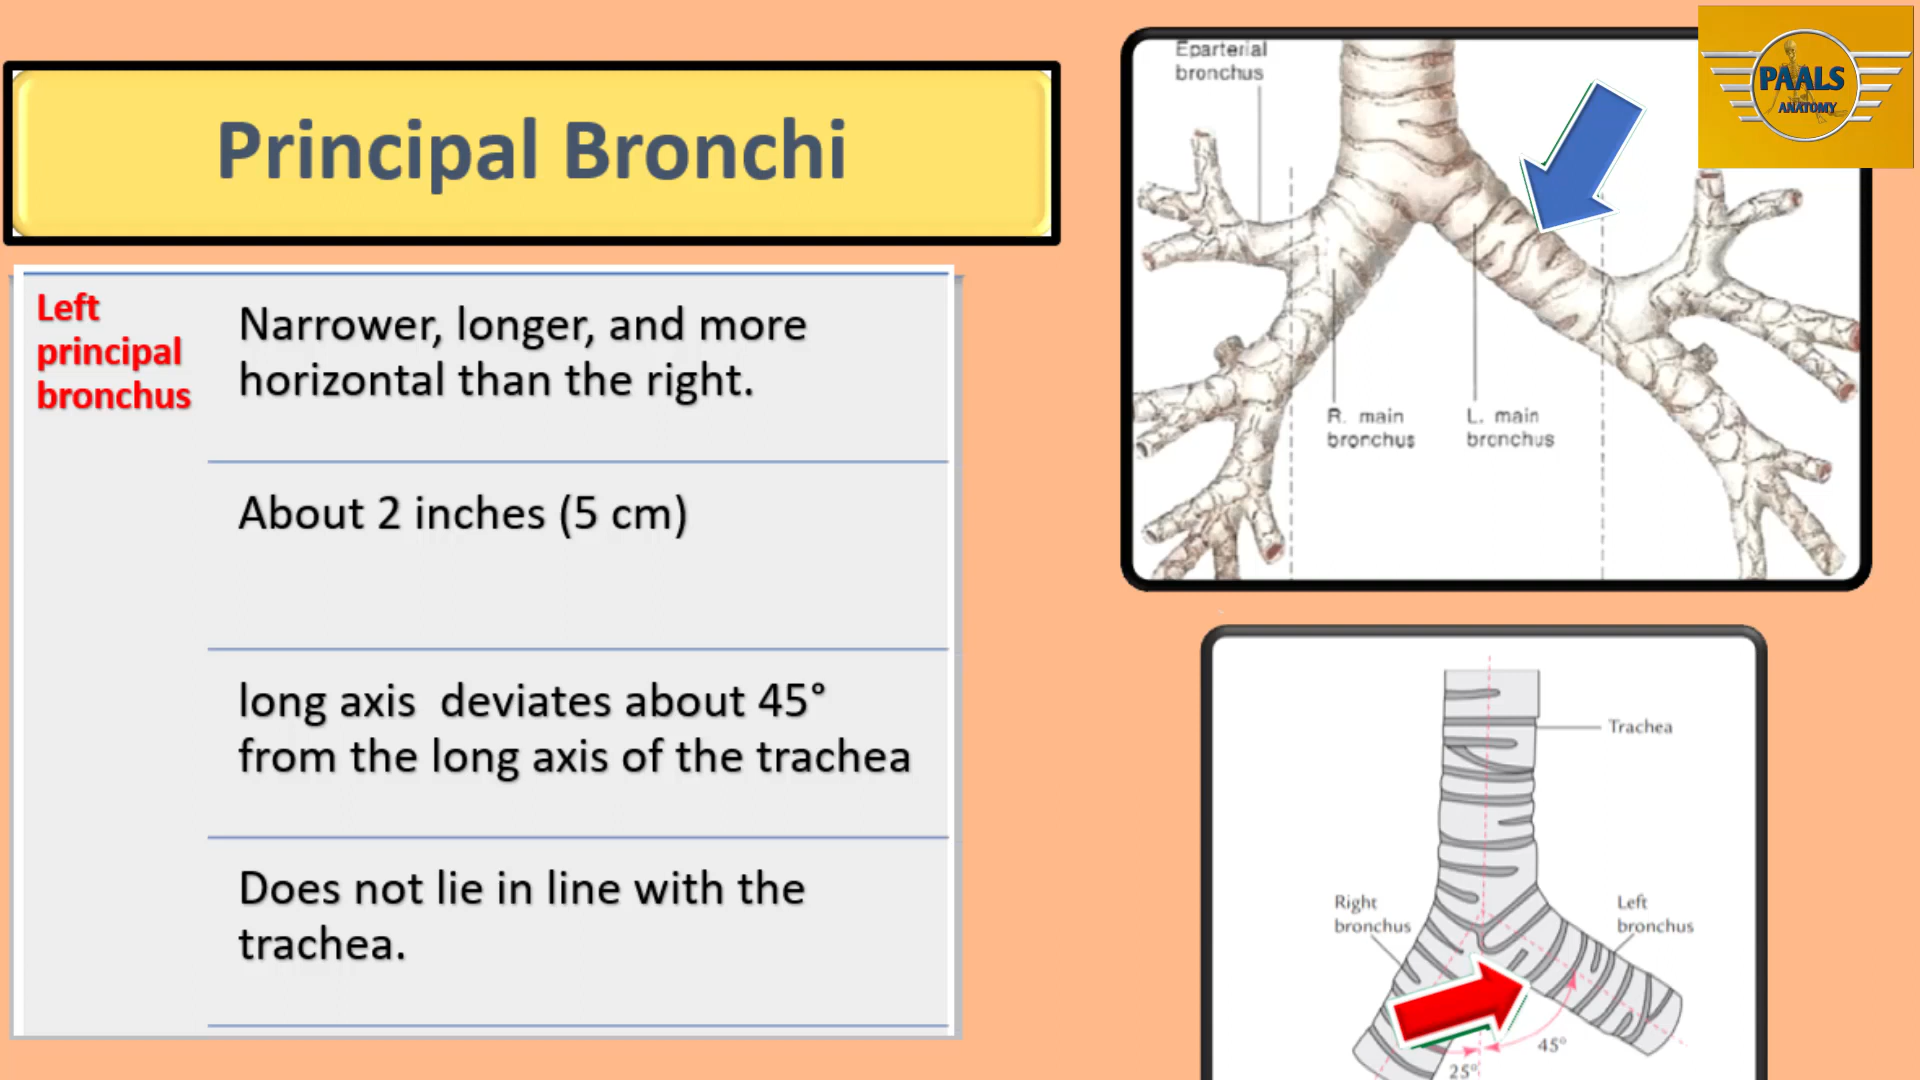 Principal Bronchi
Left
principal
bronchus
Narrower, longer, and more
horizontal than the right.
About 2 inches (5 cm)
long axis  deviates about 45°
from the long axis of the trachea
Does not lie in line with the
trachea.
Eparterial
bronchus
R. main
bronchus
L. main
bronchus
PAALS
ANATOMY
Trachea
Right
bronchus
Left
bronchus
45°
25°